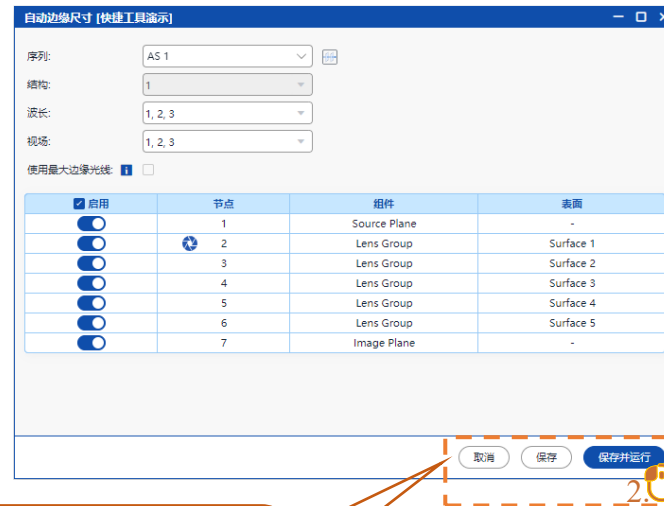 自动边缘尺寸 [快捷工具演示]
序列: AS 1
结构: 1
波长: 1, 2, 3
视场: 1, 2, 3
使用最大边缘光线: i
启用 节点 组件 表面
1 Source Plane -
2 Lens Group Surface 1
3 Lens Group Surface 2
4 Lens Group Surface 3
5 Lens Group Surface 4
6 Lens Group Surface 5
7 Image Plane -
取消 保存 保存并运行
2.